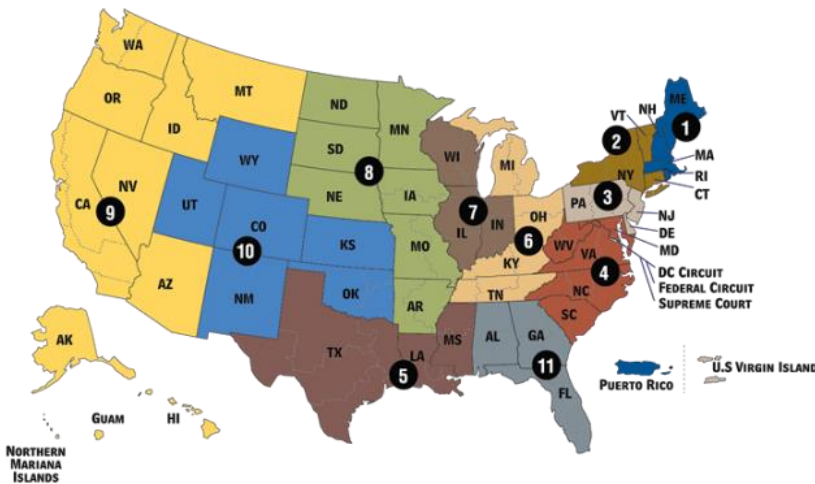 WA
MT
ND
OR
MN
ID
VT
NH
ME
1
2
SD
WI
MA
WY
8
MI
NY
RI
CT
NE
IA
PA
3
NV
7
OH
NJ
UT
IL
IN
DE
CA
9
CO
6
WV
MD
10
KS
MO
KY
VA
4
DC CIRCUIT
FEDERAL CIRCUIT
SUPREME COURT
AZ
OK
TN
NC
NM
AR
SC
MS
AL
GA
AK
TX
LA
5
11
U.S VIRGIN ISLAND
PUERTO RICO
FL
GUAM
HI
NORTHERN
MARIANA
ISLANDS